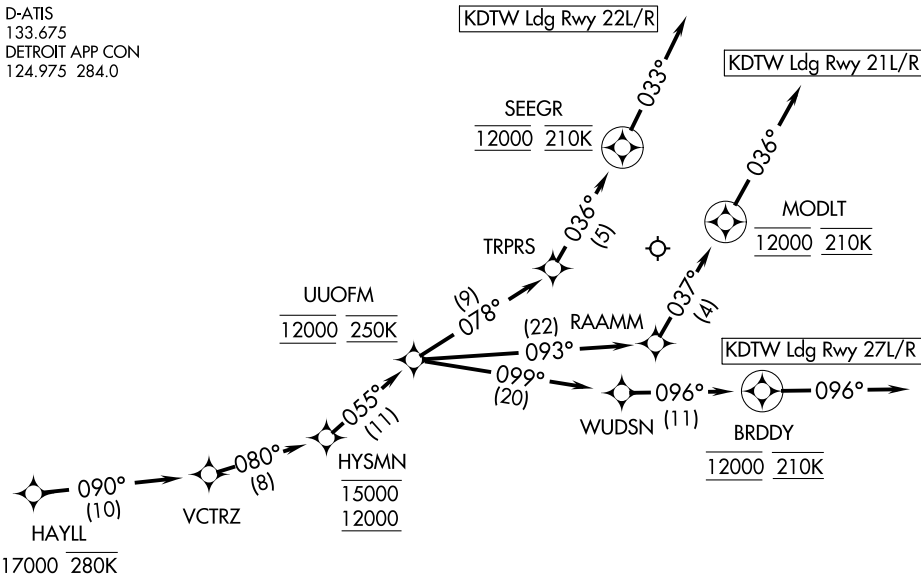 D-ATIS
133.675
DETROIT APP CON
124.975 284.0
KDTW Ldg Rwy 22L/R
KDTW Ldg Rwy 21L/R
033°
SEEGR
12000 210K
036°
MODLT
12000 210K
036°
(5)
TRPRS
037°
(4)
UUOFM
12000 250K
(9)
078°
(22)
093°
RAAMM
KDTW Ldg Rwy 27L/R
099°
(20)
096°
(11)
096°
WUDSN
BRDDY
12000 210K
055°
(11)
HYSMN
15000
12000
080°
(8)
VCTRZ
090°
(10)
HAYLL
17000 280K